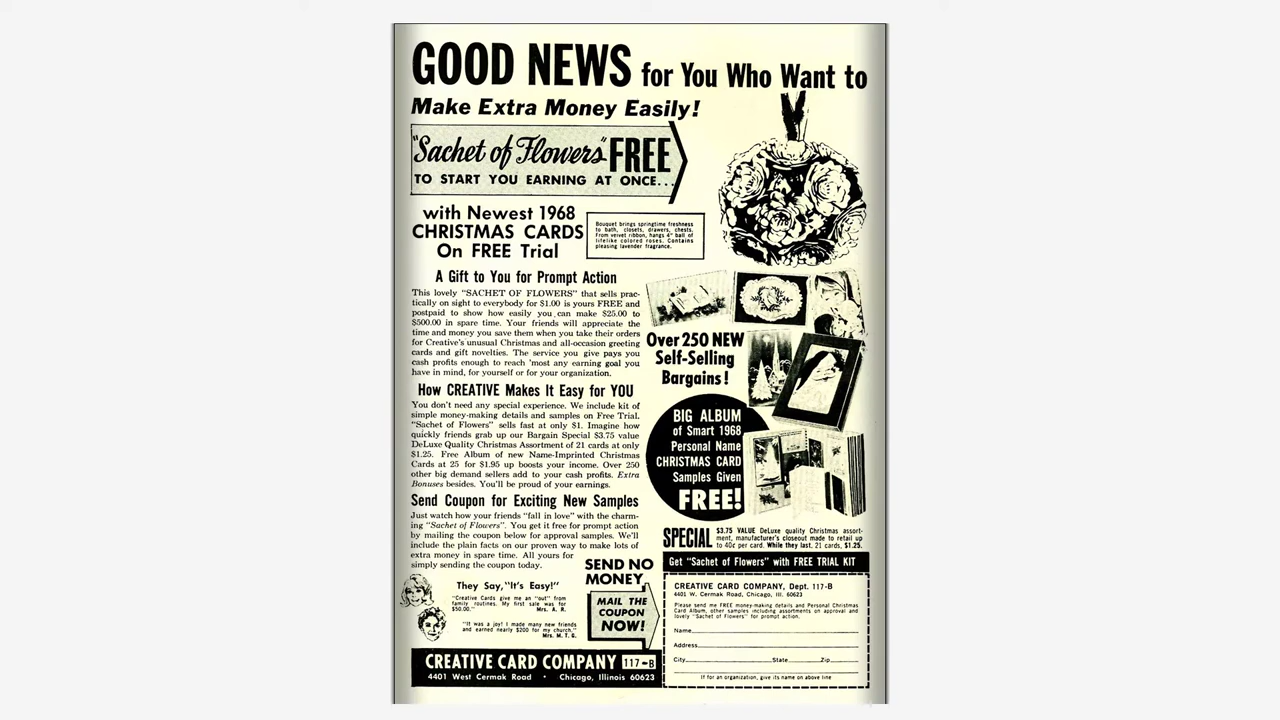 GOOD NEWS for You Who Want to
Make Extra Money Easily!
"Sachet of Flowers" FREE
TO START YOU EARNING AT ONCE...
with Newest 1968
CHRISTMAS CARDS
On FREE Trial
Bouquet brings springtime freshness
to bath, closets, drawers, chests.
From velvet ribbon, hangs 4" ball of
lifelike colored roses. Contains
pleasing lavender fragrance.
A Gift to You for Prompt Action
This lovely "SACHET OF FLOWERS" that sells prac-
tically on sight to everybody for $1.00 is yours FREE and
postpaid to show how easily you can make $25.00 to
$500.00 in spare time. Your friends will appreciate the
time and money you save them when you take their orders
for Creative's unusual Christmas and all-occasion greeting
cards and gift novelties. The service you give pays you
cash profits enough to reach 'most any earning goal you
have in mind, for yourself or for your organization.
How CREATIVE Makes It Easy for YOU
You don't need any special experience. We include kit of
simple money-making details and samples on Free Trial.
"Sachet of Flowers" sells fast at only $1. Imagine how
quickly friends grab up our Bargain Special $3.75 value
DeLuxe Quality Christmas Assortment of 21 cards at only
$1.25. Free Album of new Name-Imprinted Christmas
Cards at 25 for $1.95 up boosts your income. Over 250
other big demand sellers add to your cash profits. Extra
Bonuses besides. You'll be proud of your earnings.
Send Coupon for Exciting New Samples
Just watch how your friends "fall in love" with the charm-
ing "Sachet of Flowers". You get it free for prompt action
by mailing the coupon below for approval samples. We'll
include the plain facts on our proven way to make lots of
extra money in spare time. All yours for
simply sending the coupon today.
They Say, "It's Easy!"
"Creative Cards give me an "out" from
family routines. My first sale was for
$50.00."
Mrs. A. R.
"It was a joy! I made many new friends
and earned nearly $200 for my church."
Mrs. M. T. G.
SEND NO
MONEY
MAIL THE
COUPON
NOW!
CREATIVE CARD COMPANY 117-B
4401 West Cermak Road • Chicago, Illinois 60623
Over 250 NEW
Self-Selling
Bargains!
BIG ALBUM
of Smart 1968
Personal Name
CHRISTMAS CARD
Samples Given
FREE!
SPECIAL
$3.75 VALUE DeLuxe quality Christmas assort-
ment, manufacturer's closeout made to retail up
to 40¢ per card. While they last, 21 cards, $1.25.
Get "Sachet of Flowers" with FREE TRIAL KIT
CREATIVE CARD COMPANY, Dept. 117-B
4401 W. Cermak Road, Chicago, Ill. 60623
Please send me FREE money-making details and Personal Christmas
Card Album, other samples including assortments on approval and
lovely "Sachet of Flowers" for prompt action.
Name
Address
City State Zip
If for an organization, give its name on above line